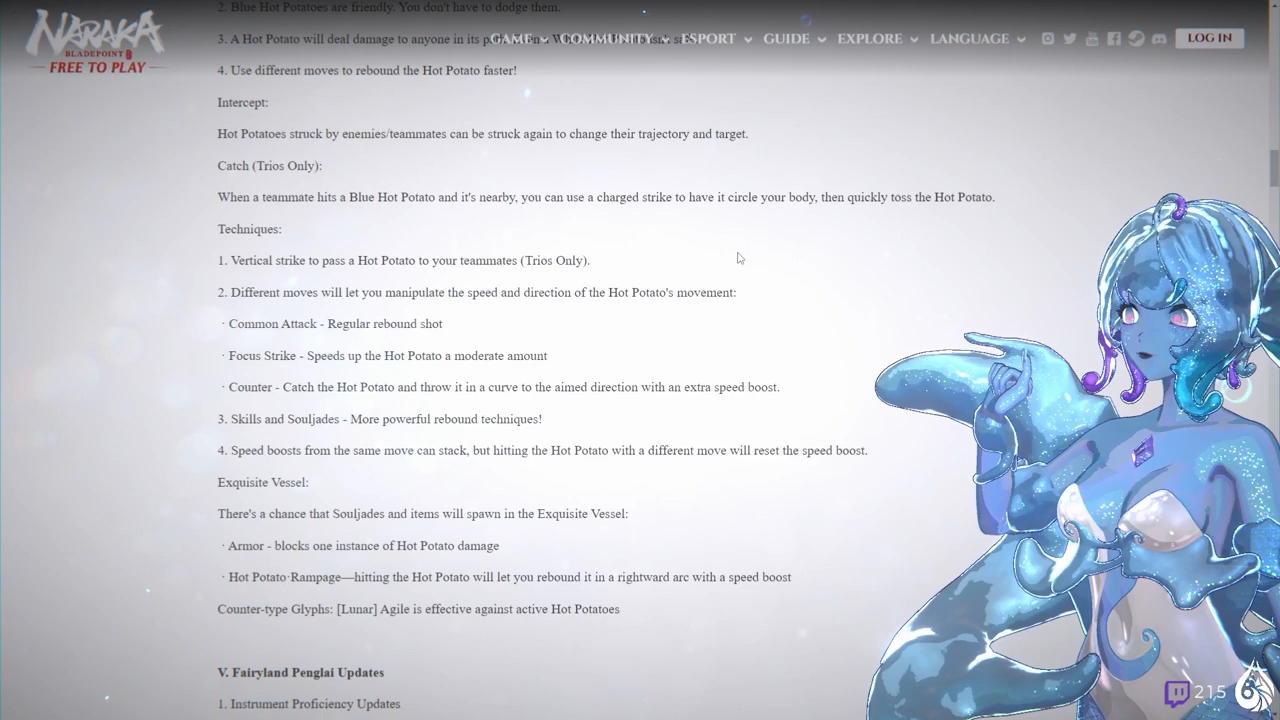 2. Blue Hot Potatoes are friendly. You don't have to dodge them.
NARAKA
BLADEPOINT
FREE TO PLAY
GAME COMMUNITY ESPORT GUIDE EXPLORE LANGUAGE LOG IN
3. A Hot Potato will deal damage to anyone in its
4. Use different moves to rebound the Hot Potato faster!
Intercept:
Hot Potatoes struck by enemies/teammates can be struck again to change their trajectory and target.
Catch (Trios Only):
When a teammate hits a Blue Hot Potato and it's nearby, you can use a charged strike to have it circle your body, then quickly toss the Hot Potato.
Techniques:
1. Vertical strike to pass a Hot Potato to your teammates (Trios Only).
2. Different moves will let you manipulate the speed and direction of the Hot Potato's movement:
· Common Attack - Regular rebound shot
· Focus Strike - Speeds up the Hot Potato a moderate amount
· Counter - Catch the Hot Potato and throw it in a curve to the aimed direction with an extra speed boost.
3. Skills and Souljades - More powerful rebound techniques!
4. Speed boosts from the same move can stack, but hitting the Hot Potato with a different move will reset the speed boost.
Exquisite Vessel:
There's a chance that Souljades and items will spawn in the Exquisite Vessel:
· Armor - blocks one instance of Hot Potato damage
· Hot Potato·Rampage—hitting the Hot Potato will let you rebound it in a rightward arc with a speed boost
Counter-type Glyphs: [Lunar] Agile is effective against active Hot Potatoes
V. Fairyland Penglai Updates
1. Instrument Proficiency Updates
215